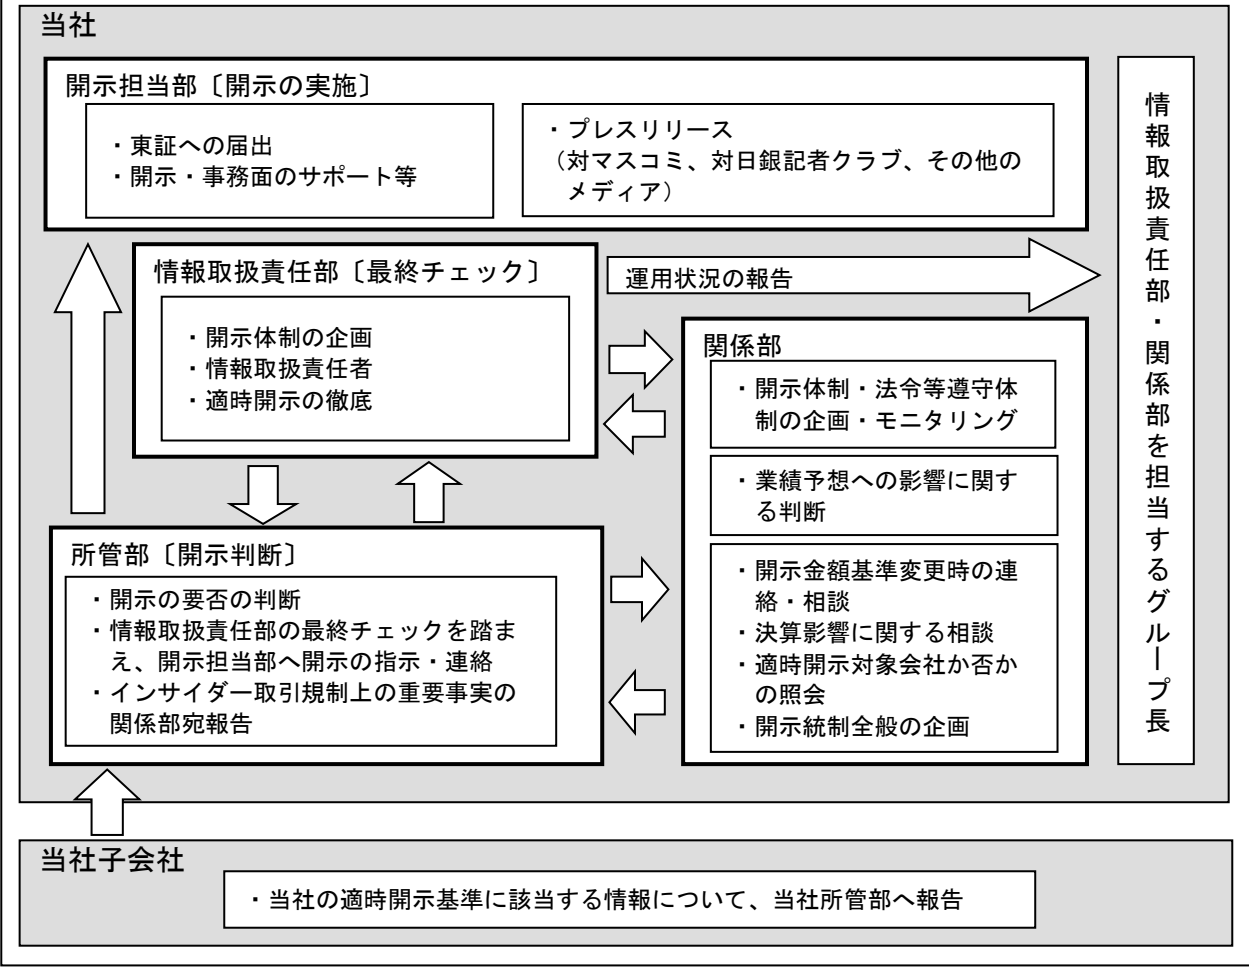 当社
開示担当部〔開示の実施〕
・東証への届出
・開示・事務面のサポート等
・プレスリリース
（対マスコミ、対日銀記者クラブ、その他の
メディア）
情報取扱責任部・関係部を担当するグループ長
情報取扱責任部〔最終チェック〕
・開示体制の企画
・情報取扱責任者
・適時開示の徹底
運用状況の報告
関係部
・開示体制・法令等遵守体
制の企画・モニタリング
・業績予想への影響に関す
る判断
・開示金額基準変更時の連
絡・相談
・決算影響に関する相談
・適時開示対象会社か否か
の照会
・開示統制全般の企画
所管部〔開示判断〕
・開示の要否の判断
・情報取扱責任部の最終チェックを踏ま
え、開示担当部へ開示の指示・連絡
・インサイダー取引規制上の重要事実の
関係部宛報告
当社子会社
・当社の適時開示基準に該当する情報について、当社所管部へ報告